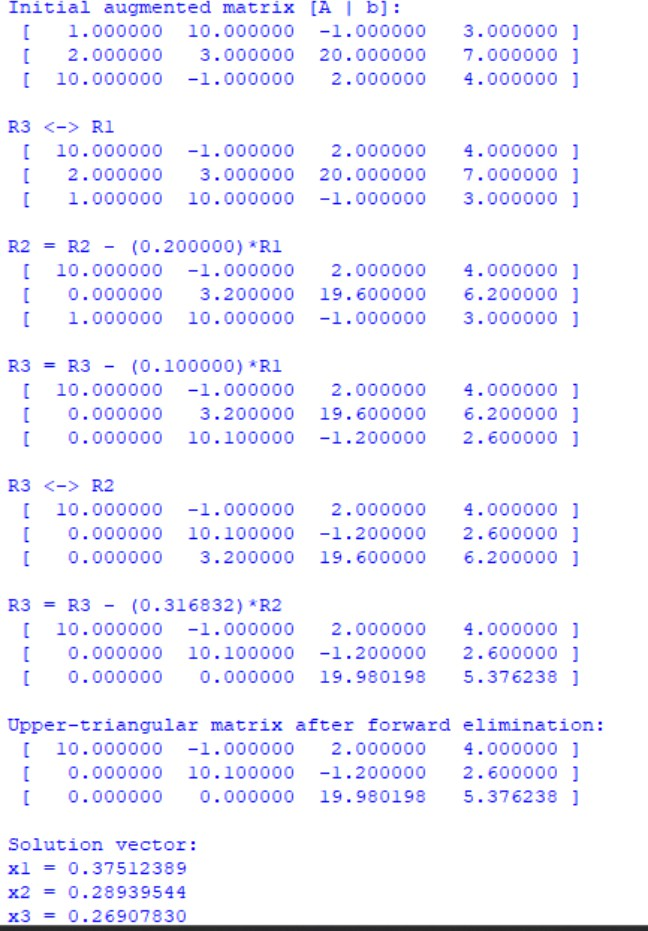 Initial augmented matrix [A | b]:
[ 1.000000 10.000000 -1.000000 3.000000 ]
[ 2.000000 3.000000 20.000000 7.000000 ]
[ 10.000000 -1.000000 2.000000 4.000000 ]
R3 <-> R1
[ 10.000000 -1.000000 2.000000 4.000000 ]
[ 2.000000 3.000000 20.000000 7.000000 ]
[ 1.000000 10.000000 -1.000000 3.000000 ]
R2 = R2 - (0.200000)*R1
[ 10.000000 -1.000000 2.000000 4.000000 ]
[ 0.000000 3.200000 19.600000 6.200000 ]
[ 1.000000 10.000000 -1.000000 3.000000 ]
R3 = R3 - (0.100000)*R1
[ 10.000000 -1.000000 2.000000 4.000000 ]
[ 0.000000 3.200000 19.600000 6.200000 ]
[ 0.000000 10.100000 -1.200000 2.600000 ]
R3 <-> R2
[ 10.000000 -1.000000 2.000000 4.000000 ]
[ 0.000000 10.100000 -1.200000 2.600000 ]
[ 0.000000 3.200000 19.600000 6.200000 ]
R3 = R3 - (0.316832)*R2
[ 10.000000 -1.000000 2.000000 4.000000 ]
[ 0.000000 10.100000 -1.200000 2.600000 ]
[ 0.000000 0.000000 19.980198 5.376238 ]
Upper-triangular matrix after forward elimination:
[ 10.000000 -1.000000 2.000000 4.000000 ]
[ 0.000000 10.100000 -1.200000 2.600000 ]
[ 0.000000 0.000000 19.980198 5.376238 ]
Solution vector:
x1 = 0.37512389
x2 = 0.28939544
x3 = 0.26907830